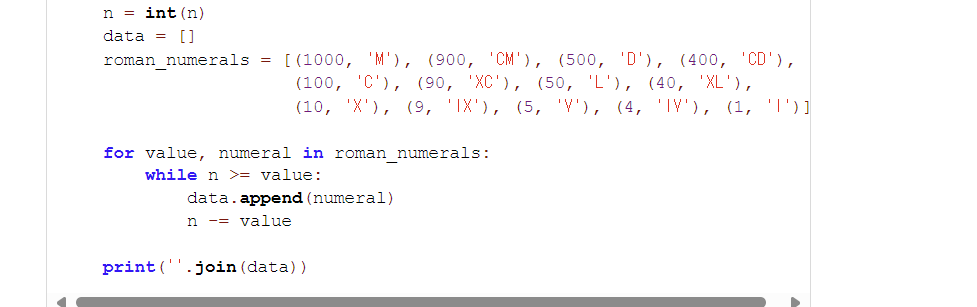 n = int(n)
data = []
roman_numerals = [(1000, 'M'), (900, 'CM'), (500, 'D'), (400, 'CD'),
(100, 'C'), (90, 'XC'), (50, 'L'), (40, 'XL'),
(10, 'X'), (9, 'IX'), (5, 'V'), (4, 'IV'), (1, 'I')]
for value, numeral in roman_numerals:
while n >= value:
data.append(numeral)
n -= value
print(''.join(data))